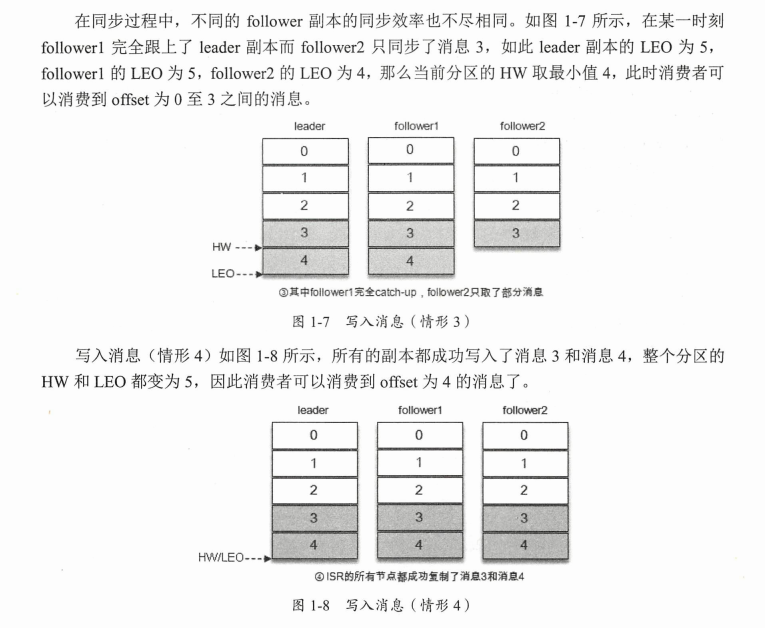 在同步过程中，不同的 follower 副本的同步效率也不尽相同。如图 1-7 所示，在某一时刻
follower1 完全跟上了 leader 副本而 follower2 只同步了消息 3，如此 leader 副本的 LEO 为 5，
follower1 的 LEO 为 5，follower2 的 LEO 为 4，那么当前分区的 HW 取最小值 4，此时消费者可
以消费到 offset 为 0 至 3 之间的消息。
leader follower1 follower2
0 0 0
1 1 1
2 2 2
3 3 3
HW
4 4
LEO
③其中follower1完全catch-up，follower2只取了部分消息
图 1-7 写入消息（情形 3）
写入消息（情形 4）如图 1-8 所示，所有的副本都成功写入了消息 3 和消息 4，整个分区的
HW 和 LEO 都变为 5，因此消费者可以消费到 offset 为 4 的消息了。
leader follower1 follower2
0 0 0
1 1 1
2 2 2
3 3 3
4 4 4
HW/LEO
④ISR的所有节点都成功复制了消息3和消息4
图 1-8 写入消息（情形 4）